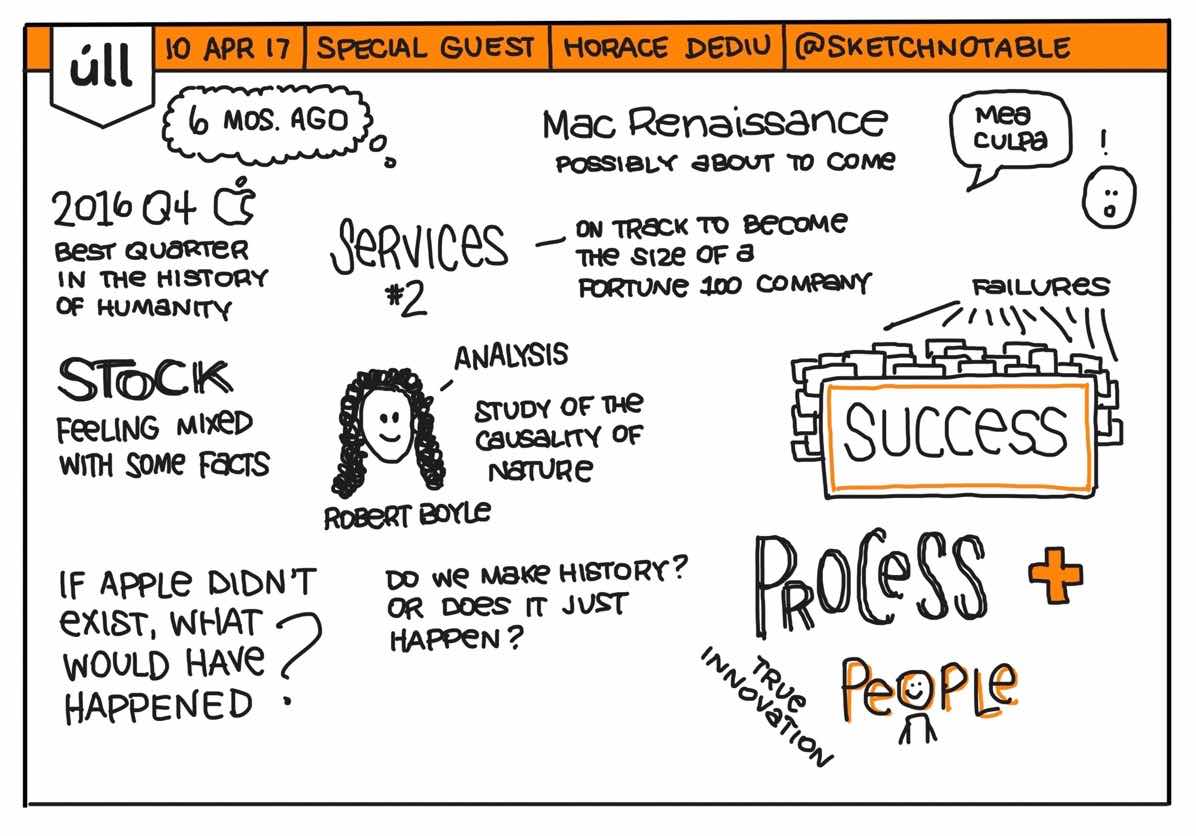 úll
10 APR 17
SPECIAL GUEST
HORACE DEDIU
@SKETCHNOTABLE
6 MOS. AGO
Mac Renaissance
POSSIBLY ABOUT TO COME
Mea
CULPA
!
2016 Q4
BEST QUARTER
IN THE HISTORY
OF HUMANITY
SERVICES
#2
ON TRACK TO BECOME
THE SIZE OF A
FORTUNE 100 COMPANY
FAILURES
SUCCESS
STOCK
FEELING MIXED
WITH SOME FACTS
ANALYSIS
STUDY OF THE
CAUSALITY OF
NATURE
ROBERT BOYLE
IF APPLE DIDN'T
EXIST, WHAT
WOULD HAVE
HAPPENED ?
DO WE MAKE HISTORY?
OR DOES IT JUST
HAPPEN?
PROCESS +
PEOPLE
TRUE
INNOVATION